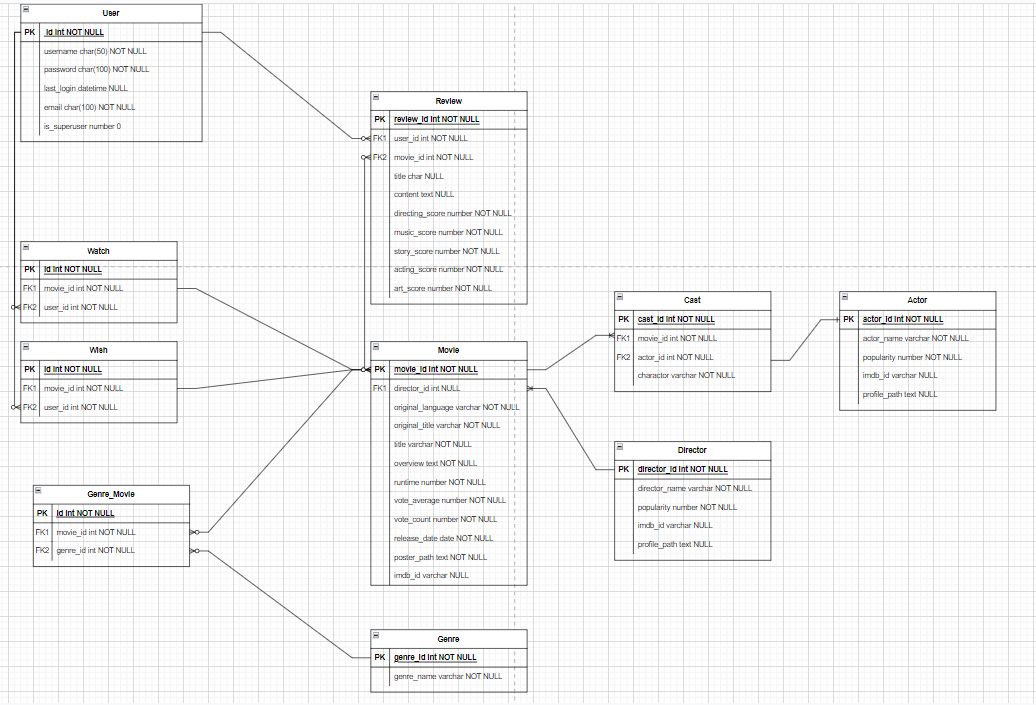 User
PK id int NOT NULL
username char(50) NOT NULL
password char(100) NOT NULL
last_login datetime NULL
email char(100) NOT NULL
is_superuser number 0
Review
PK review_id int NOT NULL
FK1 user_id int NOT NULL
FK2 movie_id int NOT NULL
title char NULL
content text NULL
directing_score number NOT NULL
music_score number NOT NULL
story_score number NOT NULL
acting_score number NOT NULL
art_score number NOT NULL
Watch
PK id int NOT NULL
FK1 movie_id int NOT NULL
FK2 user_id int NOT NULL
Wish
PK id int NOT NULL
FK1 movie_id int NOT NULL
FK2 user_id int NOT NULL
Genre_Movie
PK id int NOT NULL
FK1 movie_id int NOT NULL
FK2 genre_id int NOT NULL
Movie
PK movie_id int NOT NULL
FK1 director_id int NULL
original_language varchar NOT NULL
original_title varchar NOT NULL
title varchar NOT NULL
overview text NOT NULL
runtime number NOT NULL
vote_average number NOT NULL
vote_count number NOT NULL
release_date date NOT NULL
poster_path text NOT NULL
imdb_id varchar NULL
Genre
PK genre_id int NOT NULL
genre_name varchar NOT NULL
Cast
PK cast_id int NOT NULL
FK1 movie_id int NOT NULL
FK2 actor_id int NOT NULL
charactor varchar NOT NULL
Actor
PK actor_id int NOT NULL
actor_name varchar NOT NULL
popularity number NOT NULL
imdb_id varchar NULL
profile_path text NULL
Director
PK director_id int NOT NULL
director_name varchar NOT NULL
popularity number NOT NULL
imdb_id varchar NULL
profile_path text NULL